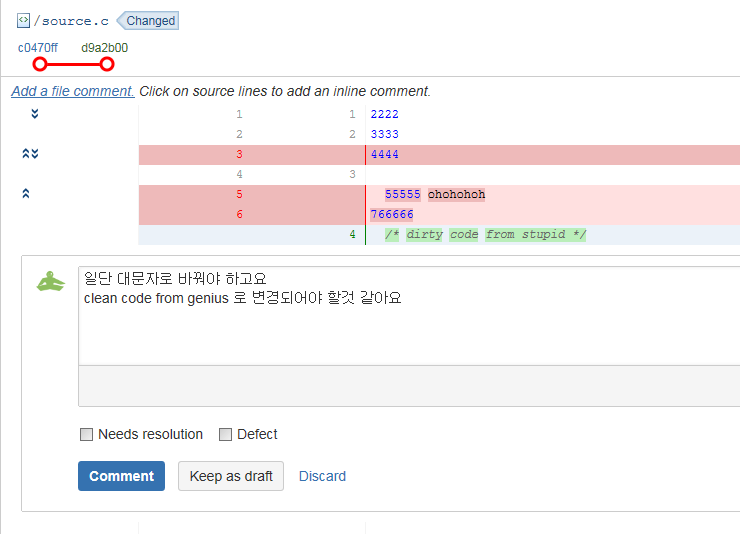 /source.c Changed
c0470ff d9a2b00
Add a file comment. Click on source lines to add an inline comment.
1 1 2222
2 2 3333
3 4444
4 3
5 55555 ohohohoh
6 766666
4 /* dirty code from stupid */
일단 대문자로 바꿔야 하고요
clean code from genius 로 변경되어야 할것 같아요
Needs resolution Defect
Comment Keep as draft Discard